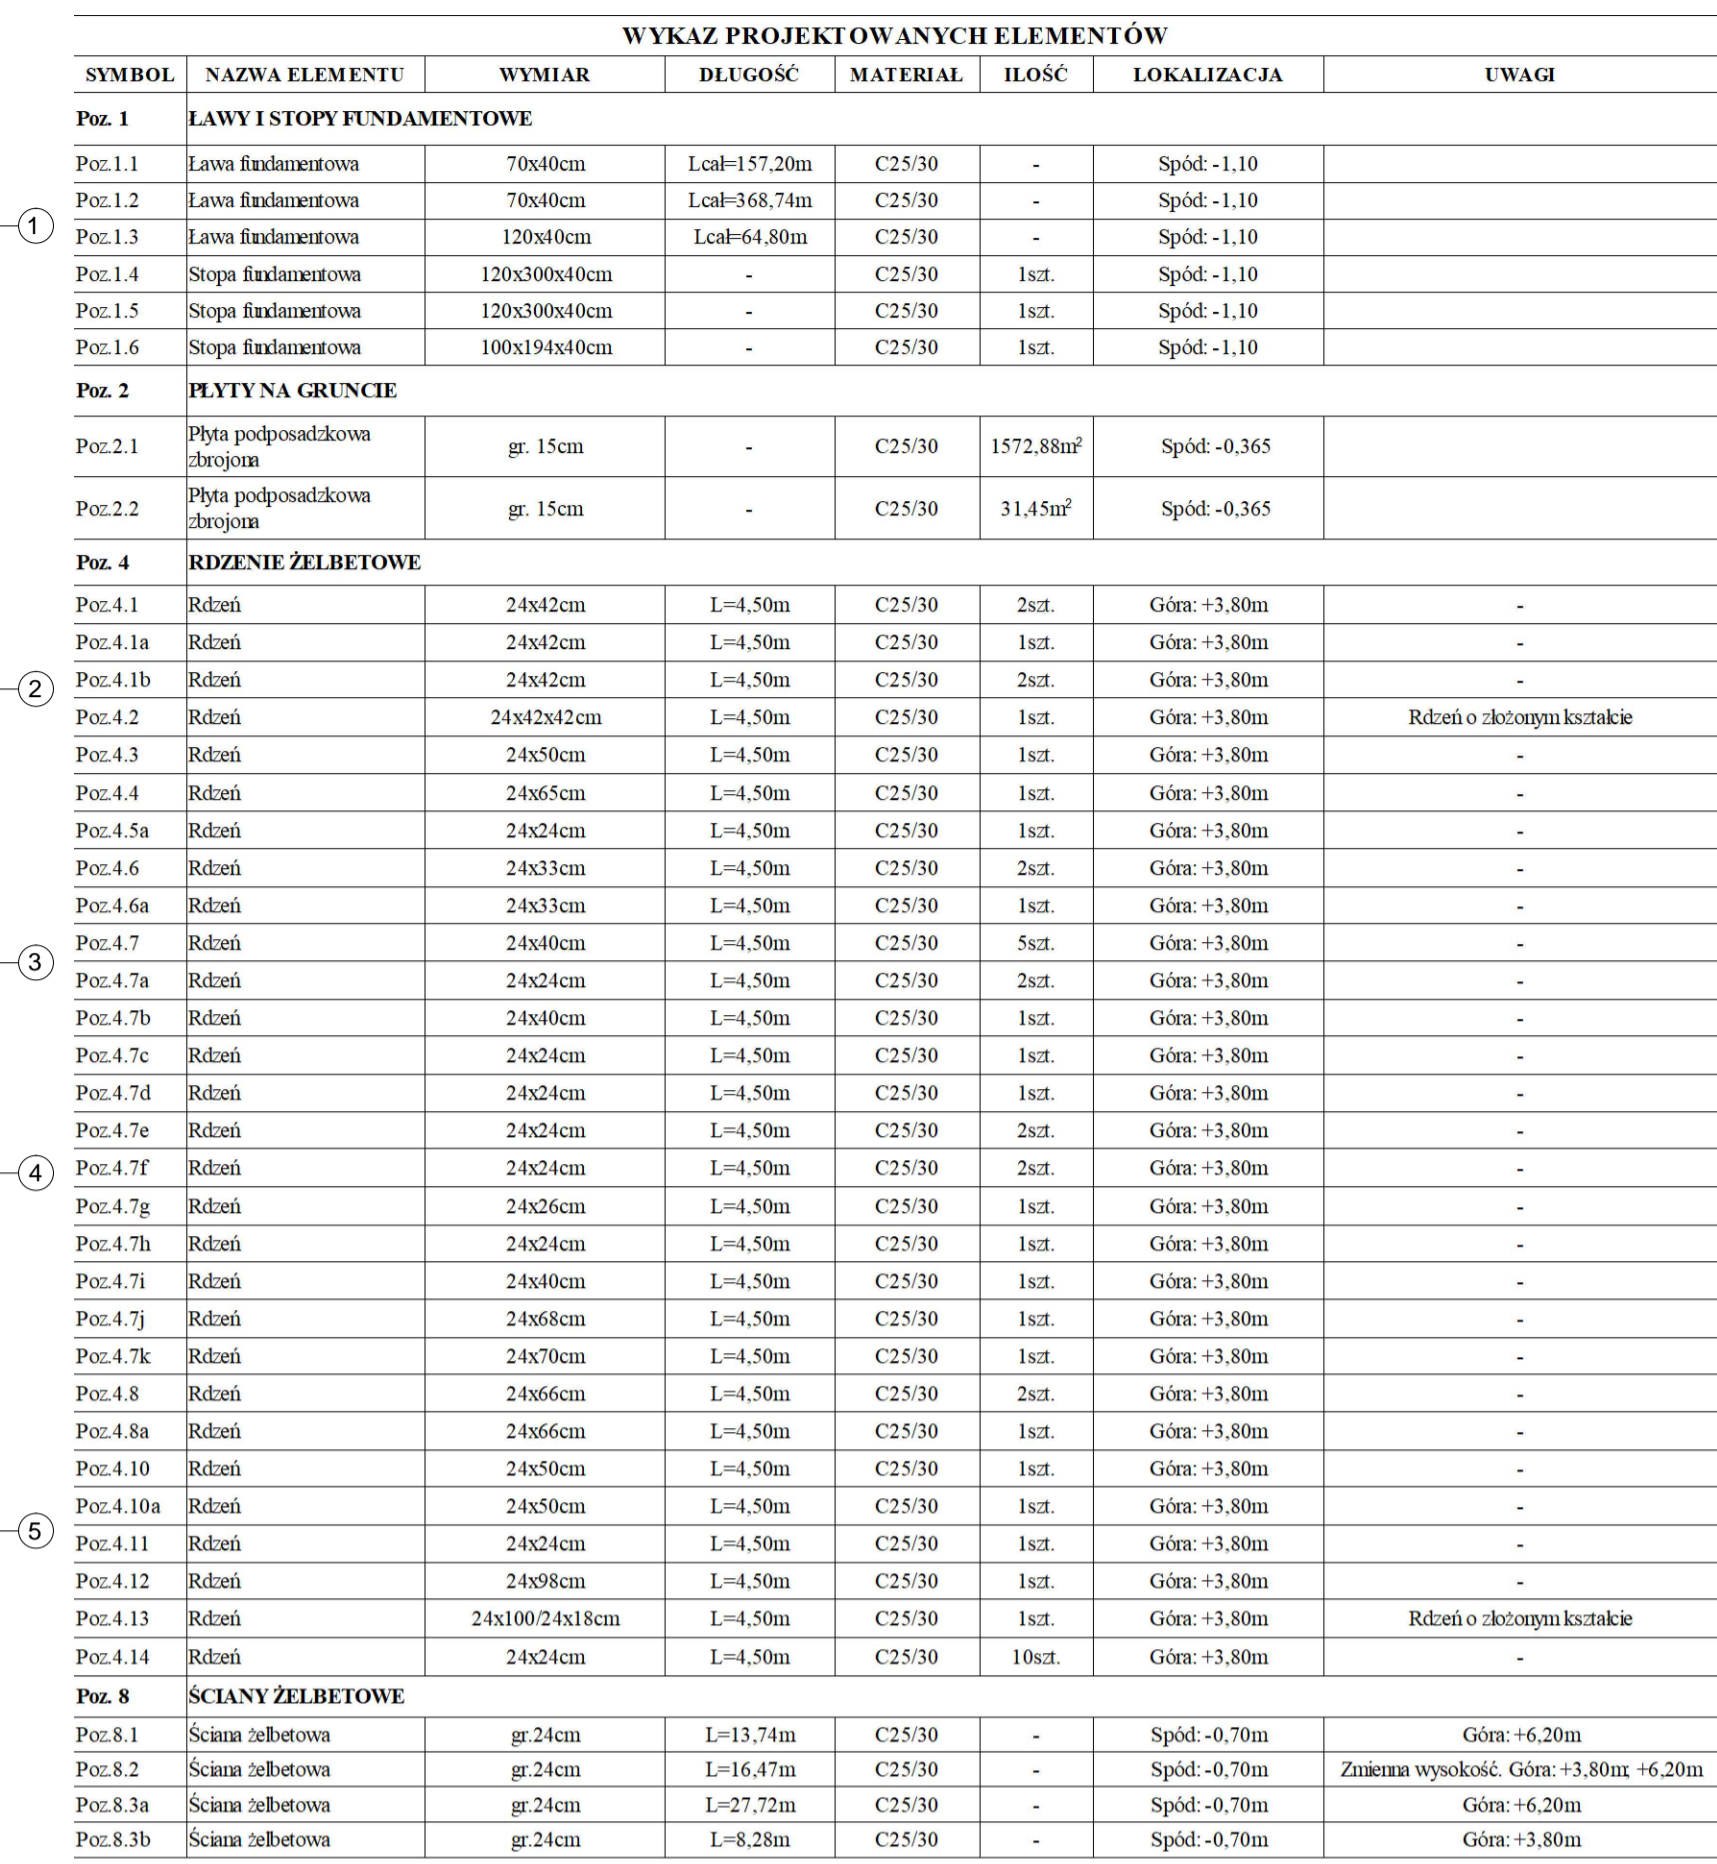 WYKAZ PROJEKTOWANYCH ELEMENTÓW
SYMBOL NAZWA ELEMENTU WYMIAR DŁUGOŚĆ MATERIAŁ ILOŚĆ LOKALIZACJA UWAGI
Poz. 1 ŁAWY I STOPY FUNDAMENTOWE
Poz.1.1 Ława fundamentowa 70x40cm Lcał=157,20m C25/30 - Spód: -1,10
Poz.1.2 Ława fundamentowa 70x40cm Lcał=368,74m C25/30 - Spód: -1,10
1
Poz.1.3 Ława fundamentowa 120x40cm Lcał=64,80m C25/30 - Spód: -1,10
Poz.1.4 Stopa fundamentowa 120x300x40cm - C25/30 1szt. Spód: -1,10
Poz.1.5 Stopa fundamentowa 120x300x40cm - C25/30 1szt. Spód: -1,10
Poz.1.6 Stopa fundamentowa 100x194x40cm - C25/30 1szt. Spód: -1,10
Poz. 2 PŁYTY NA GRUNCIE
Poz.2.1 Płyta podposadzkowa zbrojona gr. 15cm - C25/30 1572,88m² Spód: -0,365
Poz.2.2 Płyta podposadzkowa zbrojona gr. 15cm - C25/30 31,45m² Spód: -0,365
Poz. 4 RDZENIE ŻELBETOWE
Poz.4.1 Rdzeń 24x42cm L=4,50m C25/30 2szt. Góra: +3,80m -
Poz.4.1a Rdzeń 24x42cm L=4,50m C25/30 1szt. Góra: +3,80m -
Poz.4.1b Rdzeń 24x42cm L=4,50m C25/30 2szt. Góra: +3,80m -
2
Poz.4.2 Rdzeń 24x42x42cm L=4,50m C25/30 1szt. Góra: +3,80m Rdzeń o złożonym kształcie
Poz.4.3 Rdzeń 24x50cm L=4,50m C25/30 1szt. Góra: +3,80m -
Poz.4.4 Rdzeń 24x65cm L=4,50m C25/30 1szt. Góra: +3,80m -
Poz.4.5a Rdzeń 24x24cm L=4,50m C25/30 1szt. Góra: +3,80m -
Poz.4.6 Rdzeń 24x33cm L=4,50m C25/30 2szt. Góra: +3,80m -
Poz.4.6a Rdzeń 24x33cm L=4,50m C25/30 1szt. Góra: +3,80m -
Poz.4.7 Rdzeń 24x40cm L=4,50m C25/30 5szt. Góra: +3,80m -
3
Poz.4.7a Rdzeń 24x24cm L=4,50m C25/30 2szt. Góra: +3,80m -
Poz.4.7b Rdzeń 24x40cm L=4,50m C25/30 1szt. Góra: +3,80m -
Poz.4.7c Rdzeń 24x24cm L=4,50m C25/30 1szt. Góra: +3,80m -
Poz.4.7d Rdzeń 24x24cm L=4,50m C25/30 1szt. Góra: +3,80m -
Poz.4.7e Rdzeń 24x24cm L=4,50m C25/30 2szt. Góra: +3,80m -
Poz.4.7f Rdzeń 24x24cm L=4,50m C25/30 2szt. Góra: +3,80m -
4
Poz.4.7g Rdzeń 24x26cm L=4,50m C25/30 1szt. Góra: +3,80m -
Poz.4.7h Rdzeń 24x24cm L=4,50m C25/30 1szt. Góra: +3,80m -
Poz.4.7i Rdzeń 24x40cm L=4,50m C25/30 1szt. Góra: +3,80m -
Poz.4.7j Rdzeń 24x68cm L=4,50m C25/30 1szt. Góra: +3,80m -
Poz.4.7k Rdzeń 24x70cm L=4,50m C25/30 1szt. Góra: +3,80m -
Poz.4.8 Rdzeń 24x66cm L=4,50m C25/30 2szt. Góra: +3,80m -
Poz.4.8a Rdzeń 24x66cm L=4,50m C25/30 1szt. Góra: +3,80m -
Poz.4.10 Rdzeń 24x50cm L=4,50m C25/30 1szt. Góra: +3,80m -
Poz.4.10a Rdzeń 24x50cm L=4,50m C25/30 1szt. Góra: +3,80m -
5
Poz.4.11 Rdzeń 24x24cm L=4,50m C25/30 1szt. Góra: +3,80m -
Poz.4.12 Rdzeń 24x98cm L=4,50m C25/30 1szt. Góra: +3,80m -
Poz.4.13 Rdzeń 24x100/24x18cm L=4,50m C25/30 1szt. Góra: +3,80m Rdzeń o złożonym kształcie
Poz.4.14 Rdzeń 24x24cm L=4,50m C25/30 10szt. Góra: +3,80m -
Poz. 8 ŚCIANY ŻELBETOWE
Poz.8.1 Ściana żelbetowa gr.24cm L=13,74m C25/30 - Spód: -0,70m Góra: +6,20m
Poz.8.2 Ściana żelbetowa gr.24cm L=16,47m C25/30 - Spód: -0,70m Zmienna wysokość. Góra: +3,80m; +6,20m
Poz.8.3a Ściana żelbetowa gr.24cm L=27,72m C25/30 - Spód: -0,70m Góra: +6,20m
Poz.8.3b Ściana żelbetowa gr.24cm L=8,28m C25/30 - Spód: -0,70m Góra: +3,80m